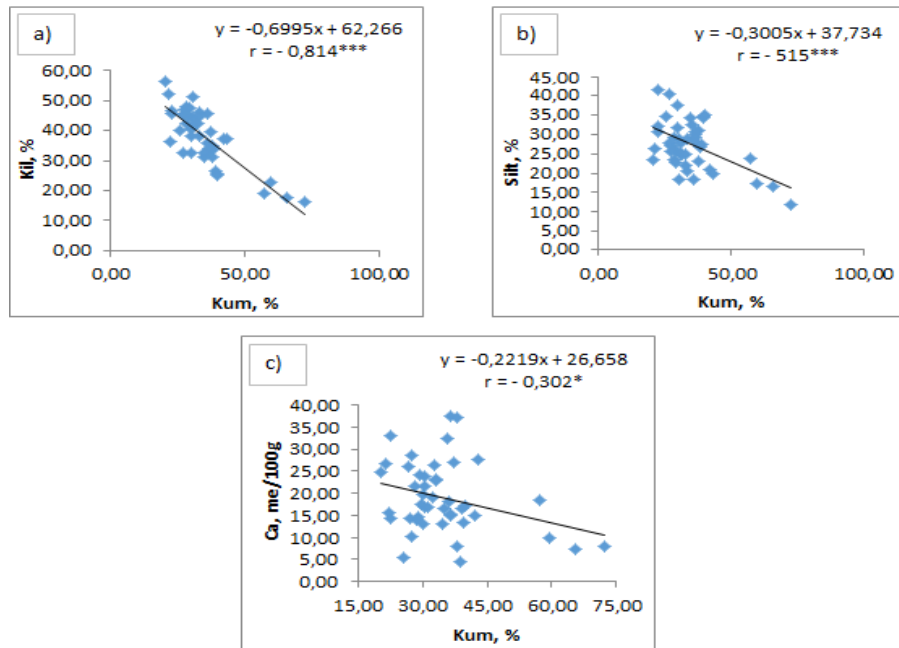 a)
y = -0,6995x + 62,266
r = - 0,814***
Kil, %
60,00
50,00
40,00
30,00
20,00
10,00
0,00
0,00 50,00 100,00
Kum, %
b)
y = -0,3005x + 37,734
r = - 515***
Silt, %
45,00
40,00
35,00
30,00
25,00
20,00
15,00
10,00
5,00
0,00
0,00 50,00 100,00
Kum, %
c)
y = -0,2219x + 26,658
r = - 0,302*
Ca, me/100g
40,00
35,00
30,00
25,00
20,00
15,00
10,00
5,00
0,00
15,00 30,00 45,00 60,00 75,00
Kum, %